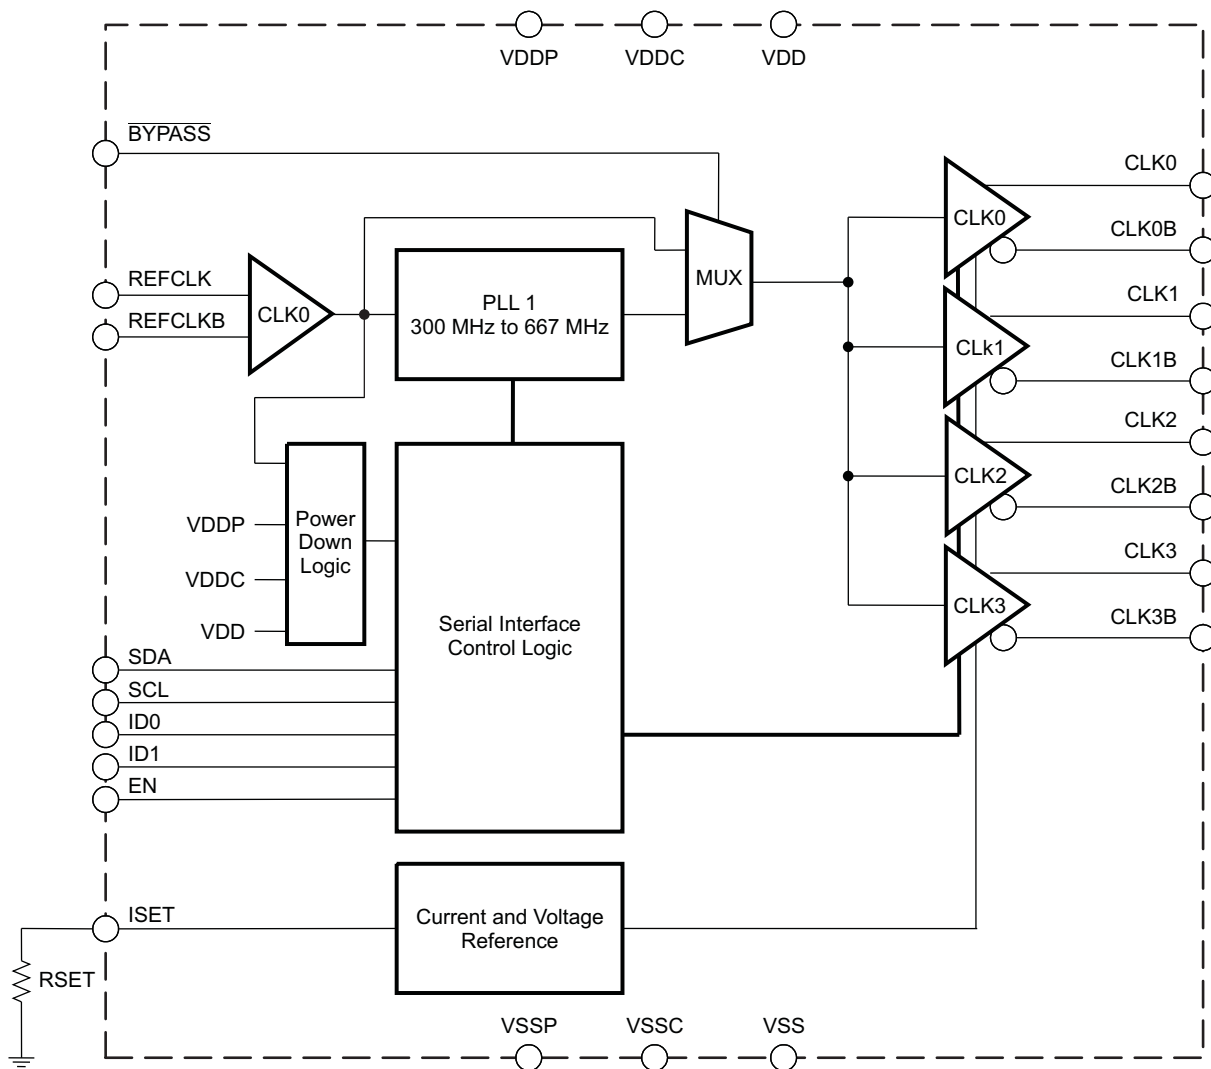 VDDP
VDDC
VDD
BYPASS
CLK0
CLK0
CLK0B
MUX
REFCLK
REFCLKB
CLK0
PLL 1
300 MHz to 667 MHz
CLK1
CLk1
CLK1B
CLK2
CLK2
CLK2B
VDDP
VDDC
VDD
Power
Down
Logic
Serial Interface
Control Logic
CLK3
CLK3
CLK3B
SDA
SCL
ID0
ID1
EN
ISET
RSET
Current and Voltage
Reference
VSSP
VSSC
VSS